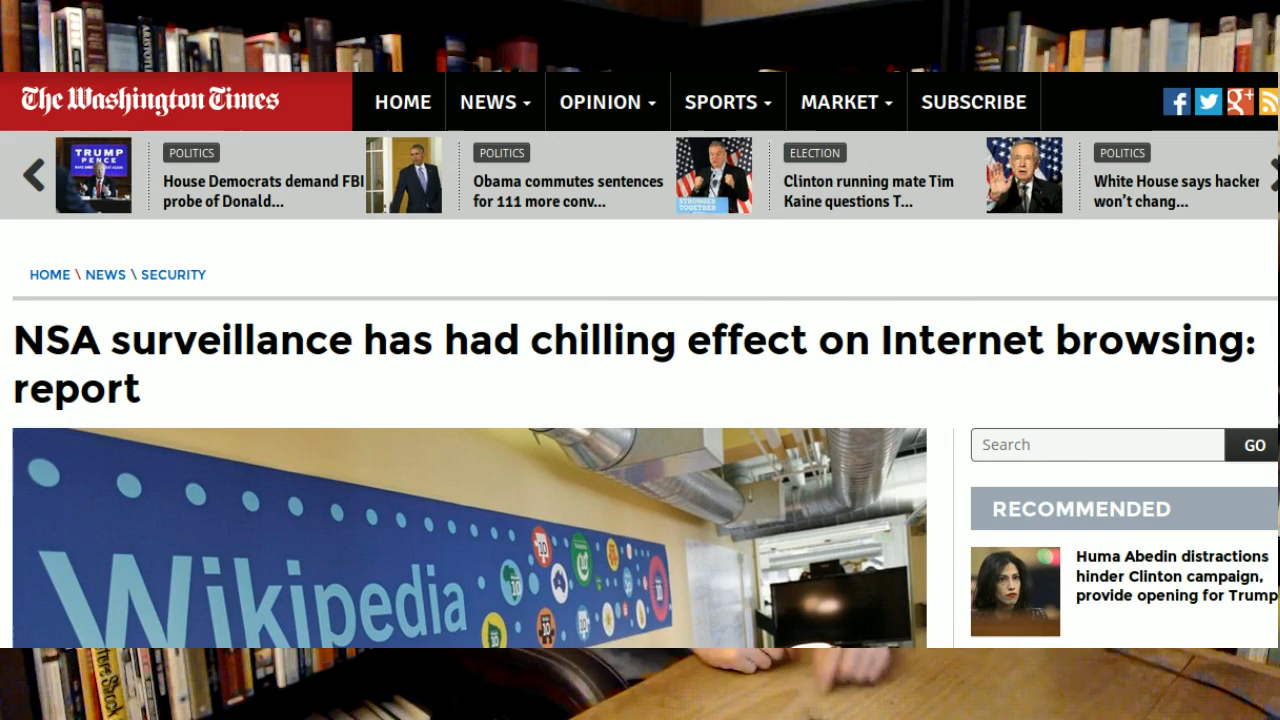 The Washington Times
HOME NEWS OPINION SPORTS MARKET SUBSCRIBE
TRUMP
PENCE
POLITICS
House Democrats demand FBI
probe of Donald...
POLITICS
Obama commutes sentences
for 111 more conv...
STRONGER
TOGETHER
ELECTION
Clinton running mate Tim
Kaine questions T...
POLITICS
White House says hacker
won’t chang...
HOME \ NEWS \ SECURITY
NSA surveillance has had chilling effect on Internet browsing:
report
Wikipedia
Search GO
RECOMMENDED
Huma Abedin distractions
hinder Clinton campaign,
provide opening for Trump